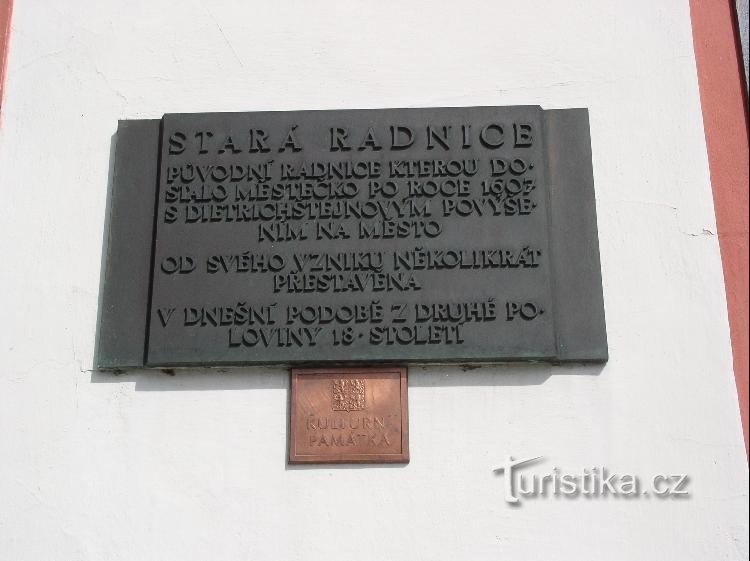 STARÁ RADNICE
PŮVODNÍ RADNICE KTEROU DO·
STALO MĚSTEČKO PO ROCE 1603
S DIETRICHŠTEJNOVÝM POVÝŠE·
NÍM NA MĚSTO
OD SVÉHO VZNIKU NĚKOLIKRÁT
PŘESTAVĚNA
V DNEŠNÍ PODOBĚ Z DRUHÉ PO·
LOVINY 18· STOLETÍ
KULTURNÍ
PAMÁTKA
Turistika.cz